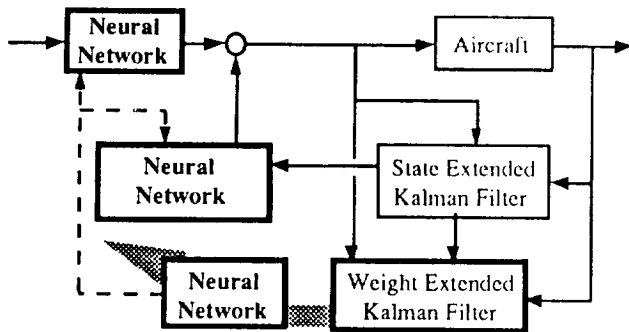 Neural
Network
Aircraft
Neural
Network
State Extended
Kalman Filter
Neural
Network
Weight Extended
Kalman Filter